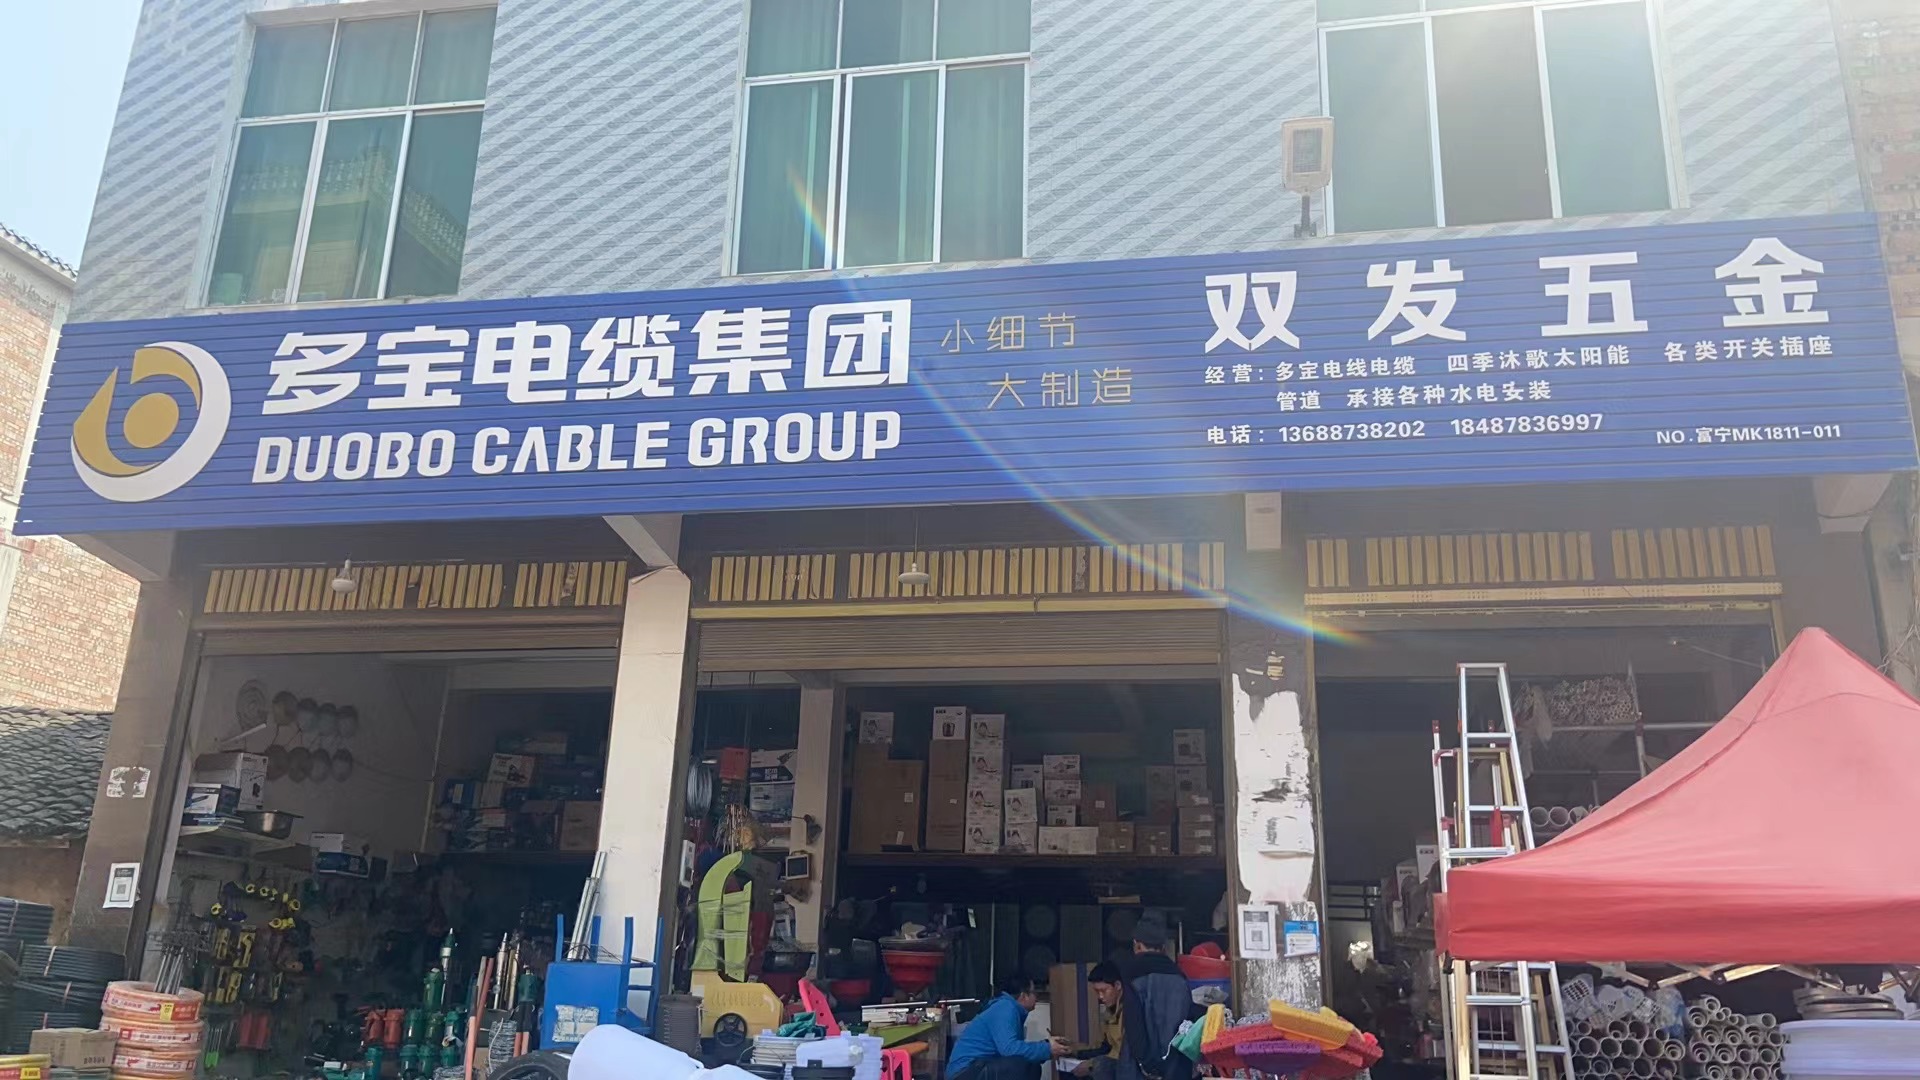 多宝电缆集团
DUOBO CABLE GROUP
小细节
大制造
双发五金
经营：多宝电线电缆 四季沐歌太阳能 各类开关插座
管道 承接各种水电安装
电话：13688738202 18487836997
NO.富宁MK1811-011